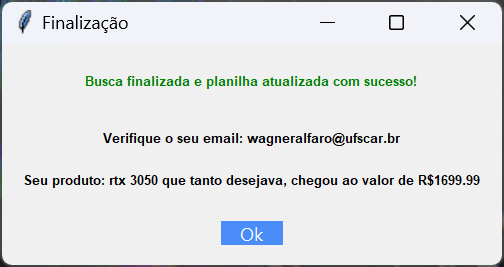 Finalização
Busca finalizada e planilha atualizada com sucesso!
Verifique o seu email: wagneralfaro@ufscar.br
Seu produto: rtx 3050 que tanto desejava, chegou ao valor de R$1699.99
Ok